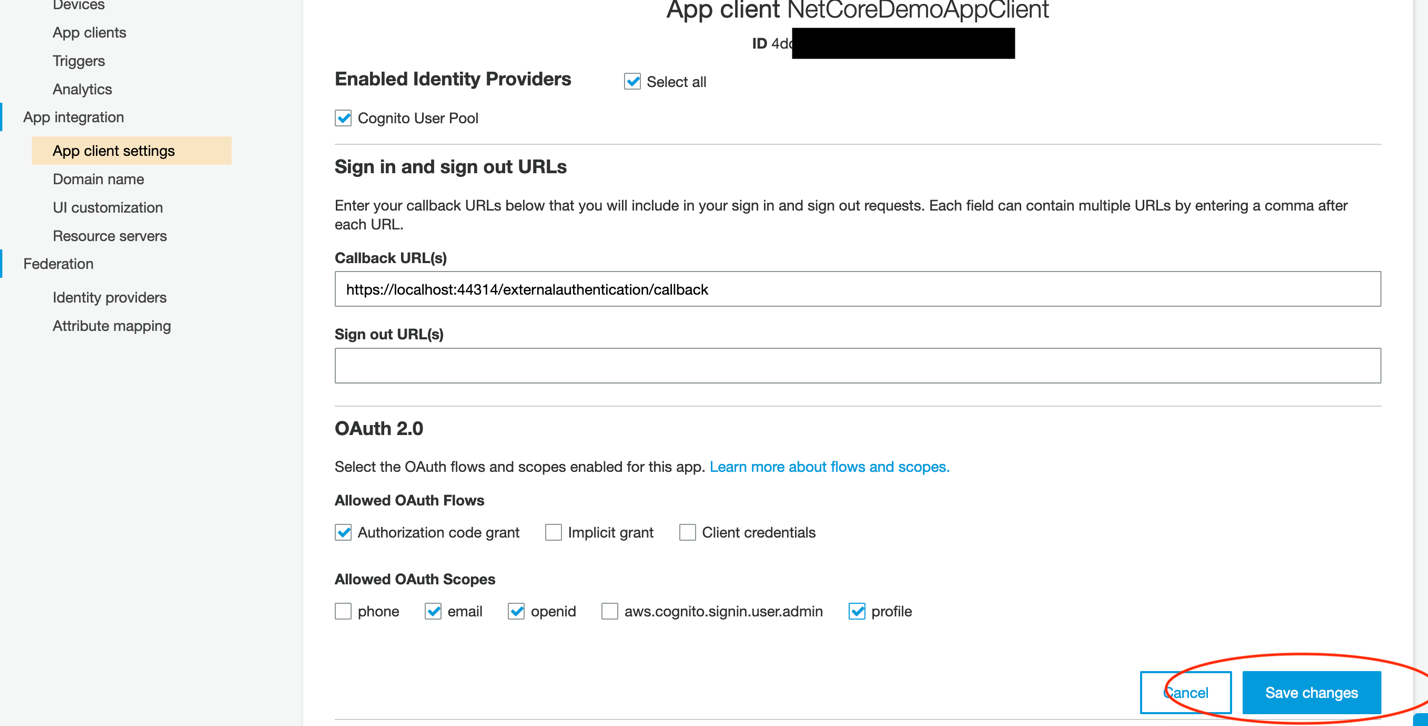 Devices
App clients
Triggers
Analytics
App integration
App client settings
Domain name
UI customization
Resource servers
Federation
Identity providers
Attribute mapping
App client NetCoreDemoAppClient
ID 4dc
Enabled Identity Providers
Select all
Cognito User Pool
Sign in and sign out URLs
Enter your callback URLs below that you will include in your sign in and sign out requests. Each field can contain multiple URLs by entering a comma after
each URL.
Callback URL(s)
https://localhost:44314/externalauthentication/callback
Sign out URL(s)
OAuth 2.0
Select the OAuth flows and scopes enabled for this app. Learn more about flows and scopes.
Allowed OAuth Flows
Authorization code grant Implicit grant Client credentials
Allowed OAuth Scopes
phone email openid aws.cognito.signin.user.admin profile
Cancel Save changes